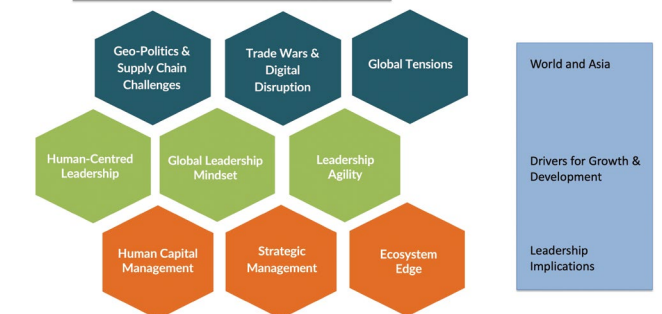 Geo-Politics &
Supply Chain
Challenges
Trade Wars &
Digital
Disruption
Global Tensions
World and Asia
Human-Centred
Leadership
Global Leadership
Mindset
Leadership
Agility
Drivers for Growth &
Development
Human Capital
Management
Strategic
Management
Ecosystem
Edge
Leadership
Implications